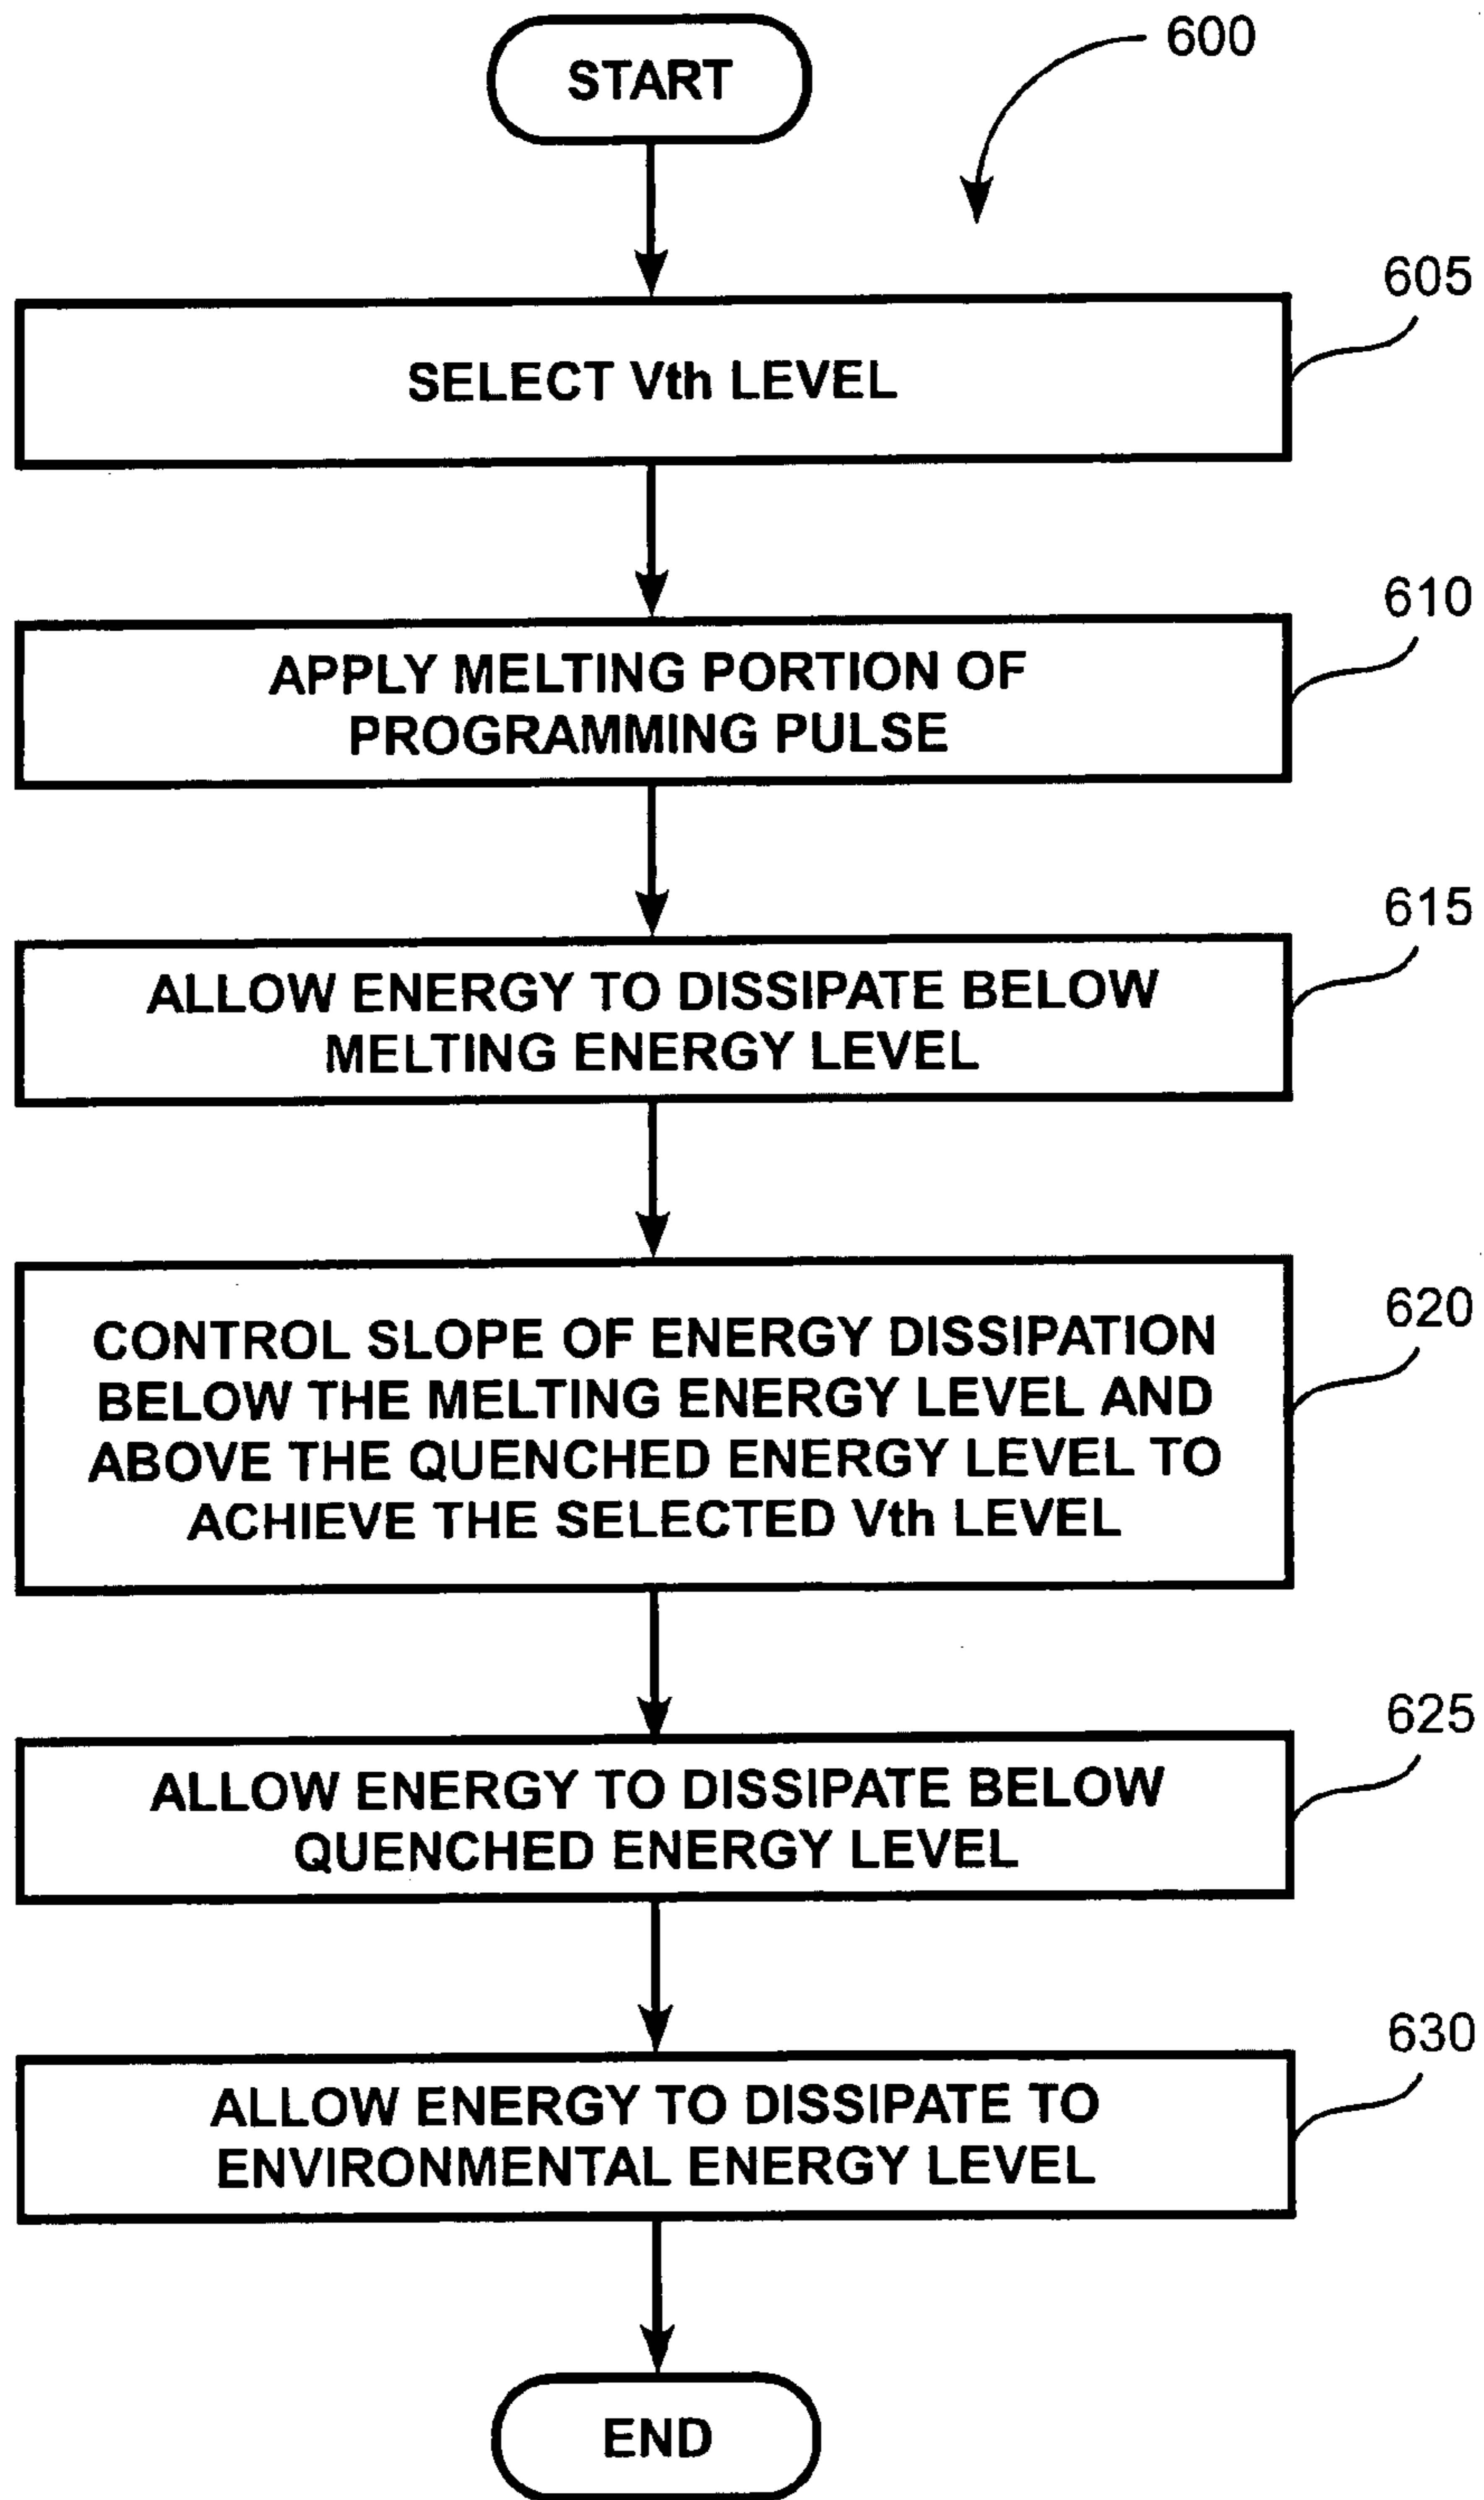 START
600
605
SELECT Vth LEVEL
610
APPLY MELTING PORTION OF
PROGRAMMING PULSE
615
ALLOW ENERGY TO DISSIPATE BELOW
MELTING ENERGY LEVEL
620
CONTROL SLOPE OF ENERGY DISSIPATION
BELOW THE MELTING ENERGY LEVEL AND
ABOVE THE QUENCHED ENERGY LEVEL TO
ACHIEVE THE SELECTED Vth LEVEL
625
ALLOW ENERGY TO DISSIPATE BELOW
QUENCHED ENERGY LEVEL
630
ALLOW ENERGY TO DISSIPATE TO
ENVIRONMENTAL ENERGY LEVEL
END